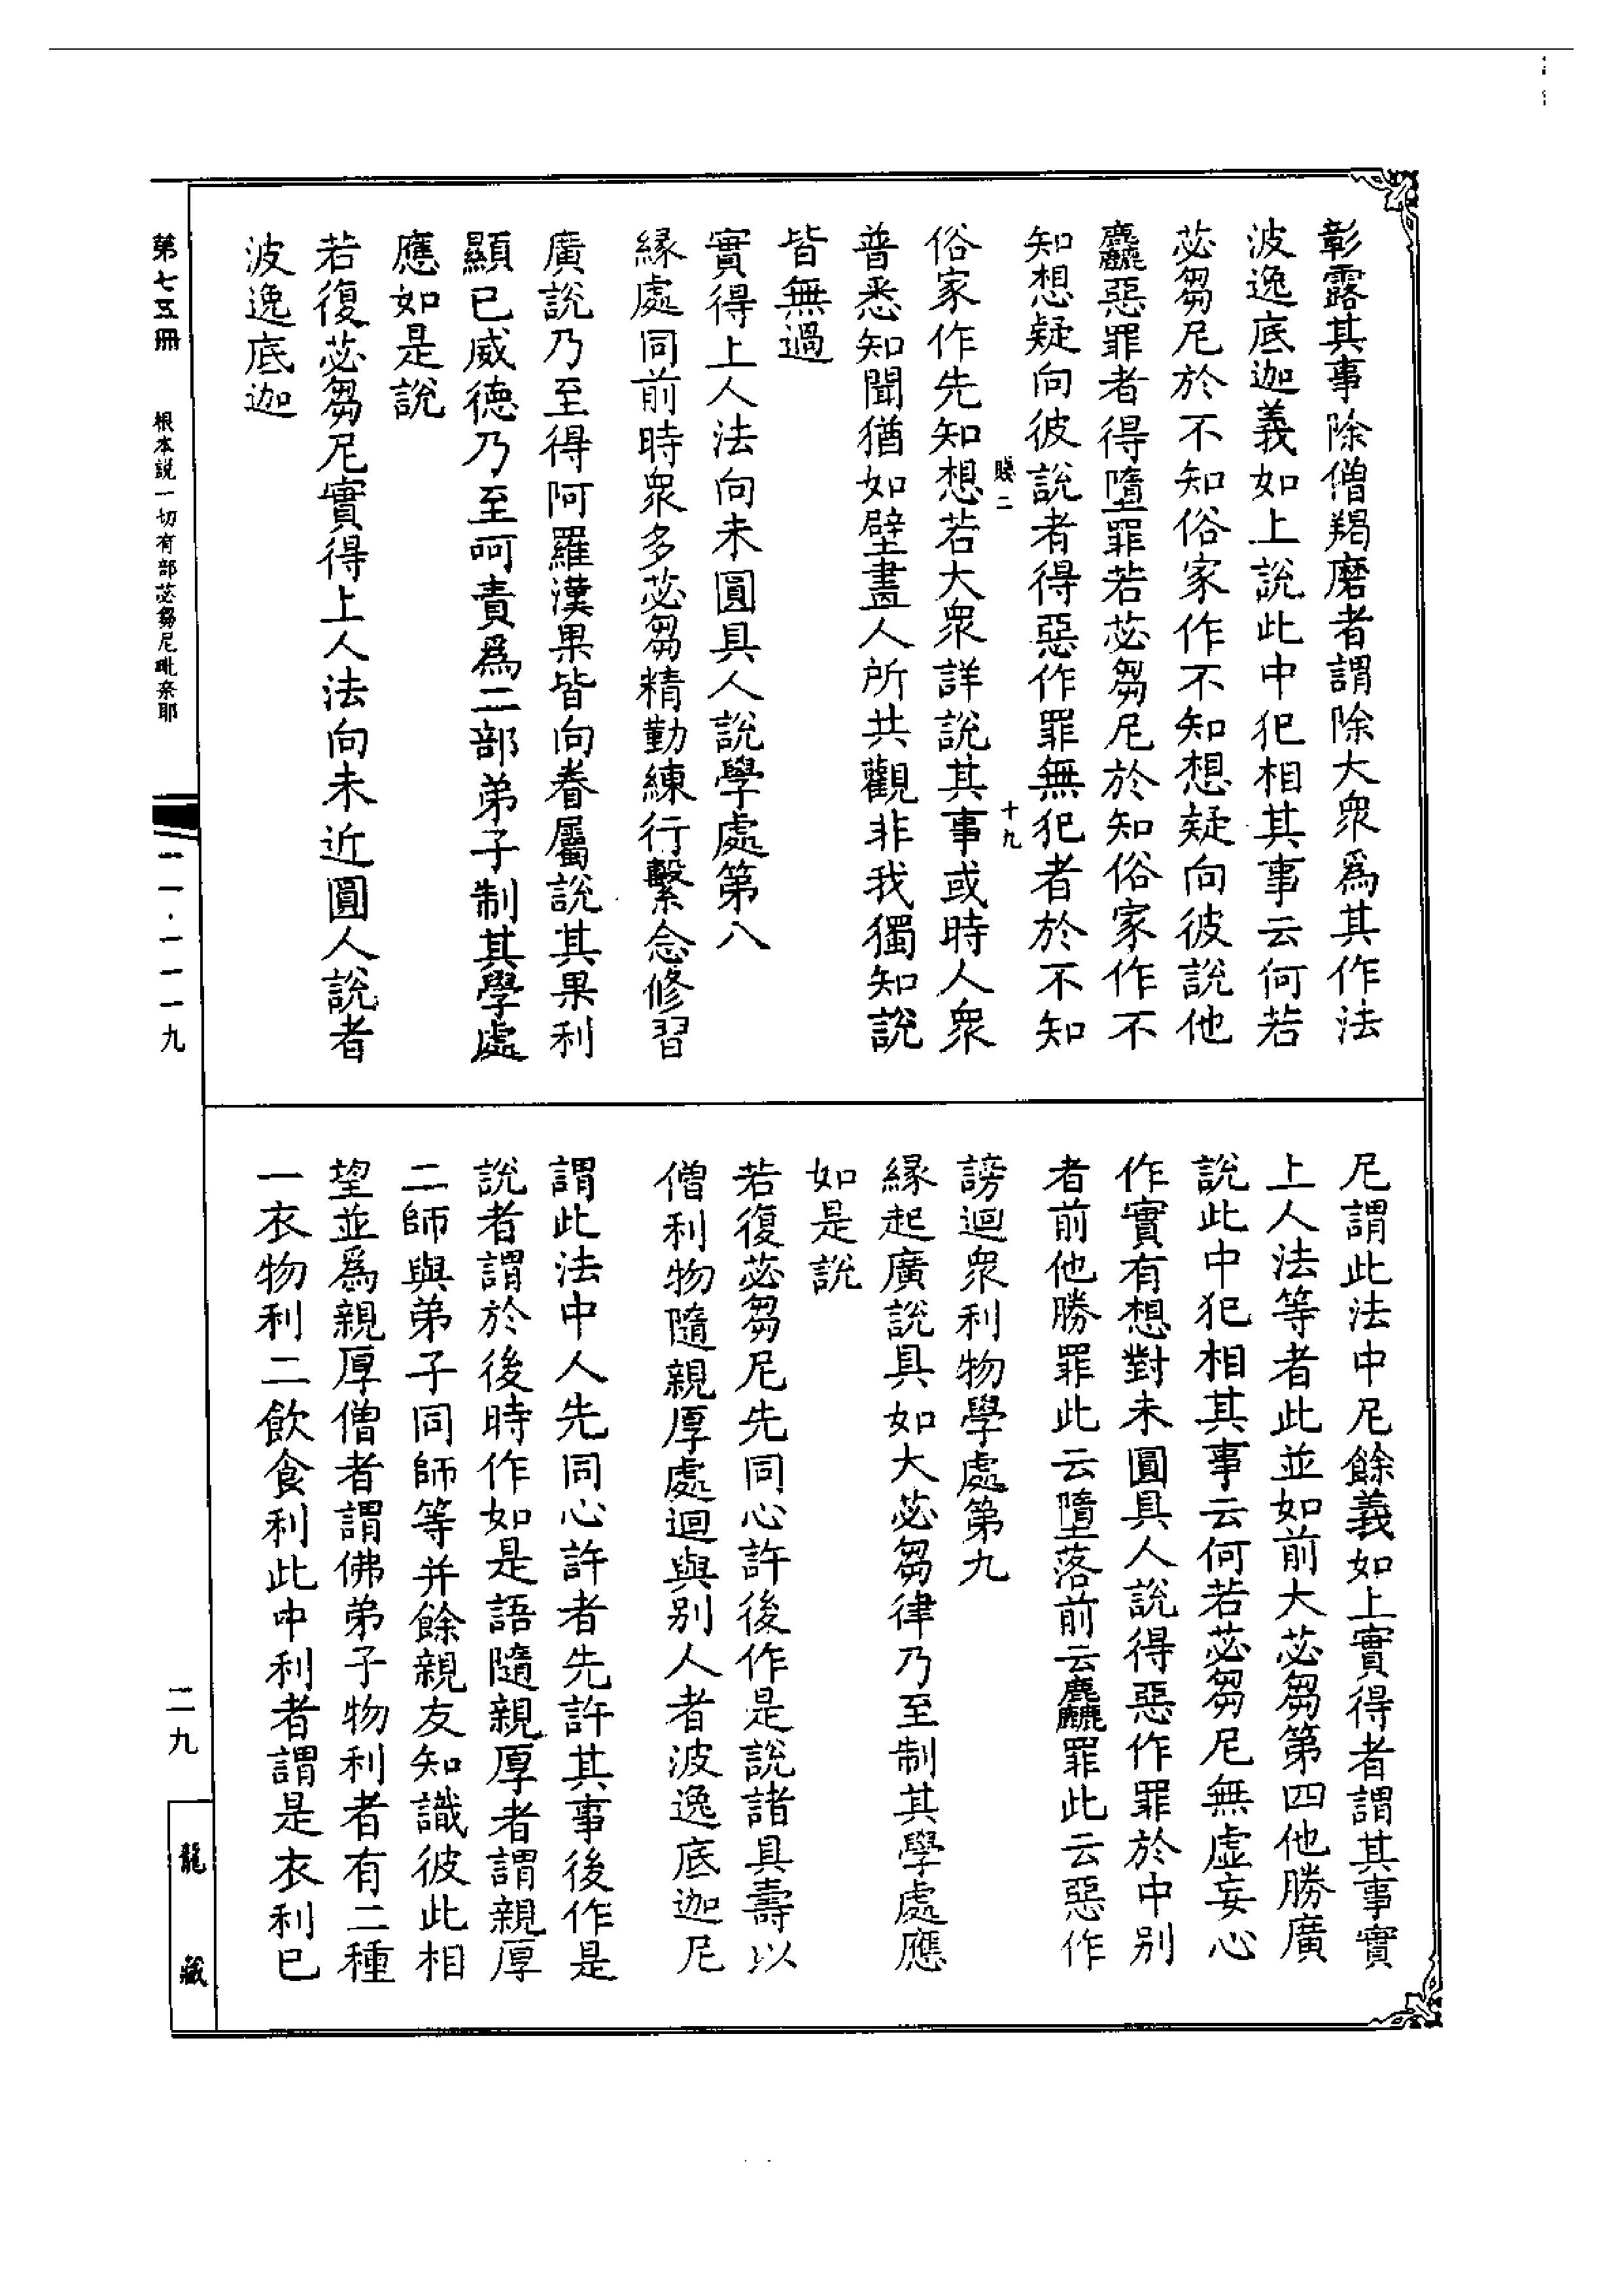 彰露其事除僧羯磨者謂除大衆爲其作法
波逸底迦義如上說此中犯相其事云何若
苾芻尼於不知俗家作不知想疑向彼說他
麤惡罪者得墮罪若苾芻尼於知俗家作不
知想疑向彼說者得惡作罪無犯者於不知
俗家作先知想若大衆詳說其事或時人衆
普悉知聞猶如壁畫人所共觀非我獨知說
皆無過
實得上人法向未圓具人說學處第八
緣處同前時衆多苾芻精勤練行繫念修習
廣說乃至得阿羅漢果皆向眷屬說其果利
顯已威德乃至呵責爲二部弟子制其學處
應如是說
若復苾芻尼實得上人法向未近圓人說者
波逸底迦
尼謂此法中尼餘義如上實得者謂其事實
上人法等者此並如前大苾芻第四他勝廣
說此中犯相其事云何若苾芻尼無虛妄心
作實有想對未圓具人說得惡作罪於中別
者前他勝罪此云墮落前云麤罪此云惡作
謗迴衆利物學處第九
緣起廣說具如大苾芻律乃至制其學處應
如是說
若復苾芻尼先同心許後作是說諸具壽以
僧利物隨親厚處迴與別人者波逸底迦尼
謂此法中人先同心許者先許其事後作是
說者謂於後時作如是語隨親厚者謂親厚
二師與弟子同師等并餘親友知識彼此相
望並爲親厚僧者謂佛弟子物利者有二種
一衣物利二飲食利此中利者謂是衣利已
二
十九
第七五冊
根本說一切有部苾芻尼毗奈耶
二一·一一一九
二九
龍藏